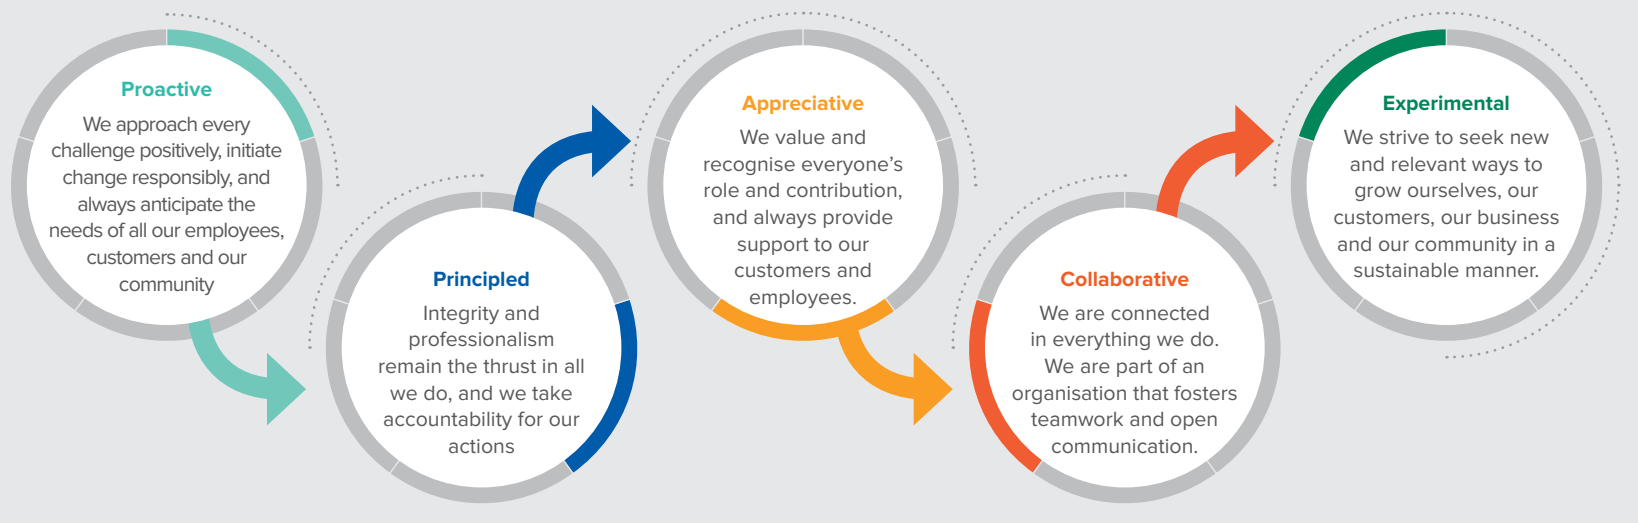 Proactive
We approach every
challenge positively, initiate
change responsibly, and
always anticipate the
needs of all our employees,
customers and our
community
Principled
Integrity and
professionalism
remain the thrust in all
we do, and we take
accountability for our
actions
Appreciative
We value and
recognise everyone’s
role and contribution,
and always provide
support to our
customers and
employees.
Collaborative
We are connected
in everything we do.
We are part of an
organisation that fosters
teamwork and open
communication.
Experimental
We strive to seek new
and relevant ways to
grow ourselves, our
customers, our business
and our community in a
sustainable manner.